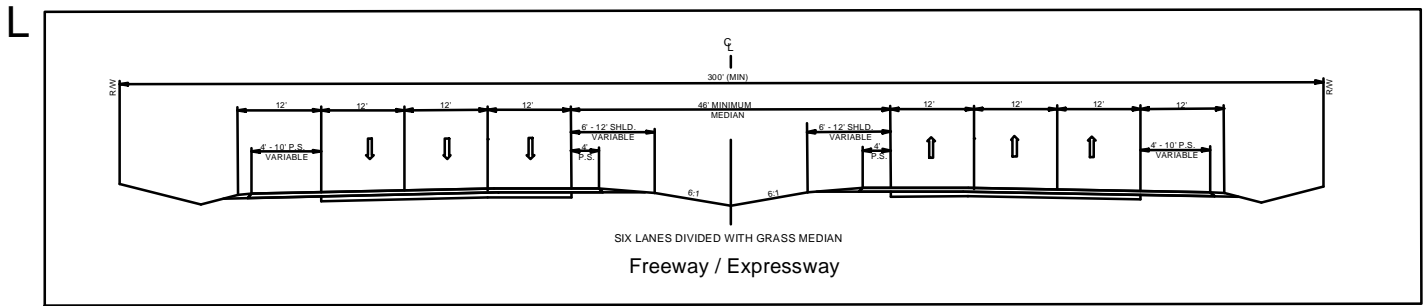 L
C
L
300' (MIN)
R/W
R/W
12'
12'
12'
12'
46' MINIMUM
MEDIAN
12'
12'
12'
12'
6' - 12' SHLD.
VARIABLE
6' - 12' SHLD.
VARIABLE
4' - 10' P.S.
VARIABLE
4'
P.S.
4'
P.S.
4' - 10' P.S.
VARIABLE
6:1
6:1
SIX LANES DIVIDED WITH GRASS MEDIAN
Freeway / Expressway